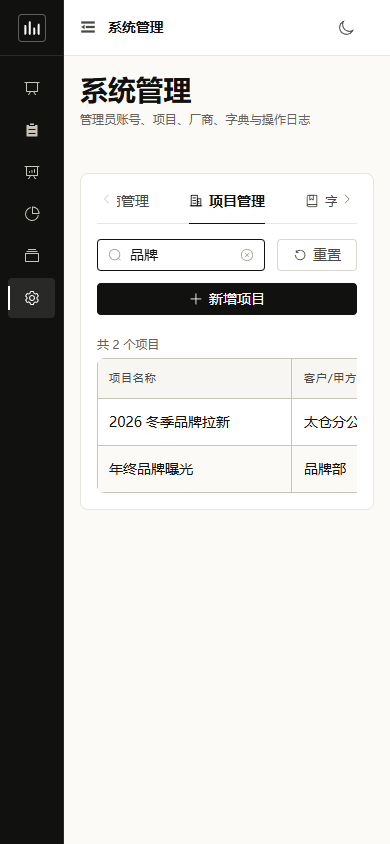 系统管理
系统管理
管理员账号、项目、厂商、字典与操作日志
管理 项目管理 字
品牌 重置
新增项目
共 2 个项目
项目名称 客户/甲方
2026 冬季品牌拉新 太仓分公
年终品牌曝光 品牌部